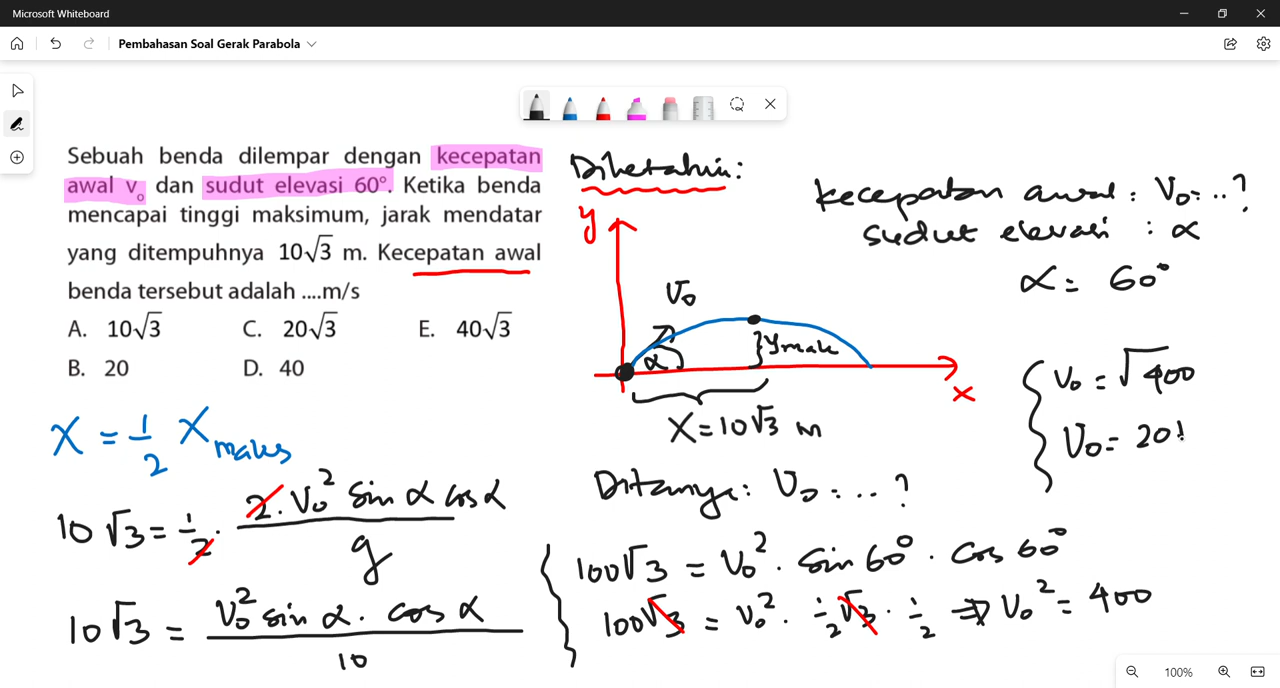 Microsoft Whiteboard
Pembahasan Soal Gerak Parabola
Sebuah benda dilempar dengan kecepatan
awal v₀ dan sudut elevasi 60°. Ketika benda
mencapai tinggi maksimum, jarak mendatar
yang ditempuhnya 10√3 m. Kecepatan awal
benda tersebut adalah ....m/s
A. 10√3 C. 20√3 E. 40√3
B. 20 D. 40
Diketahui:
y
V₀
α
Ymak
x
X = 10√3 m
Kecepatan awal : V₀ = ..?
sudut elevasi : α
α = 60°
X = 1/2 X maks
10√3 = 1/2 · 2. V₀² sin α cos α / g
10√3 = V₀² sin α . cos α / 10
Ditanya: V₀ = ... ?
100√3 = V₀² . sin 60° . cos 60°
100√3 = V₀² . 1/2 √3 . 1/2 ⇒ V₀² = 400
V₀ = √400
V₀ = 20!
100%